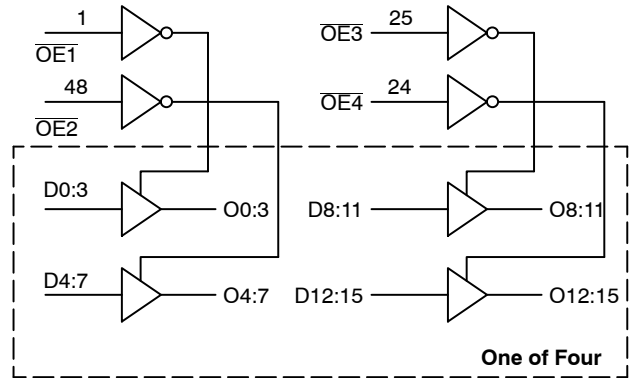 1
OE1
25
OE3
48
OE2
24
OE4
D0:3
O0:3
D8:11
O8:11
D4:7
O4:7
D12:15
O12:15
One of Four